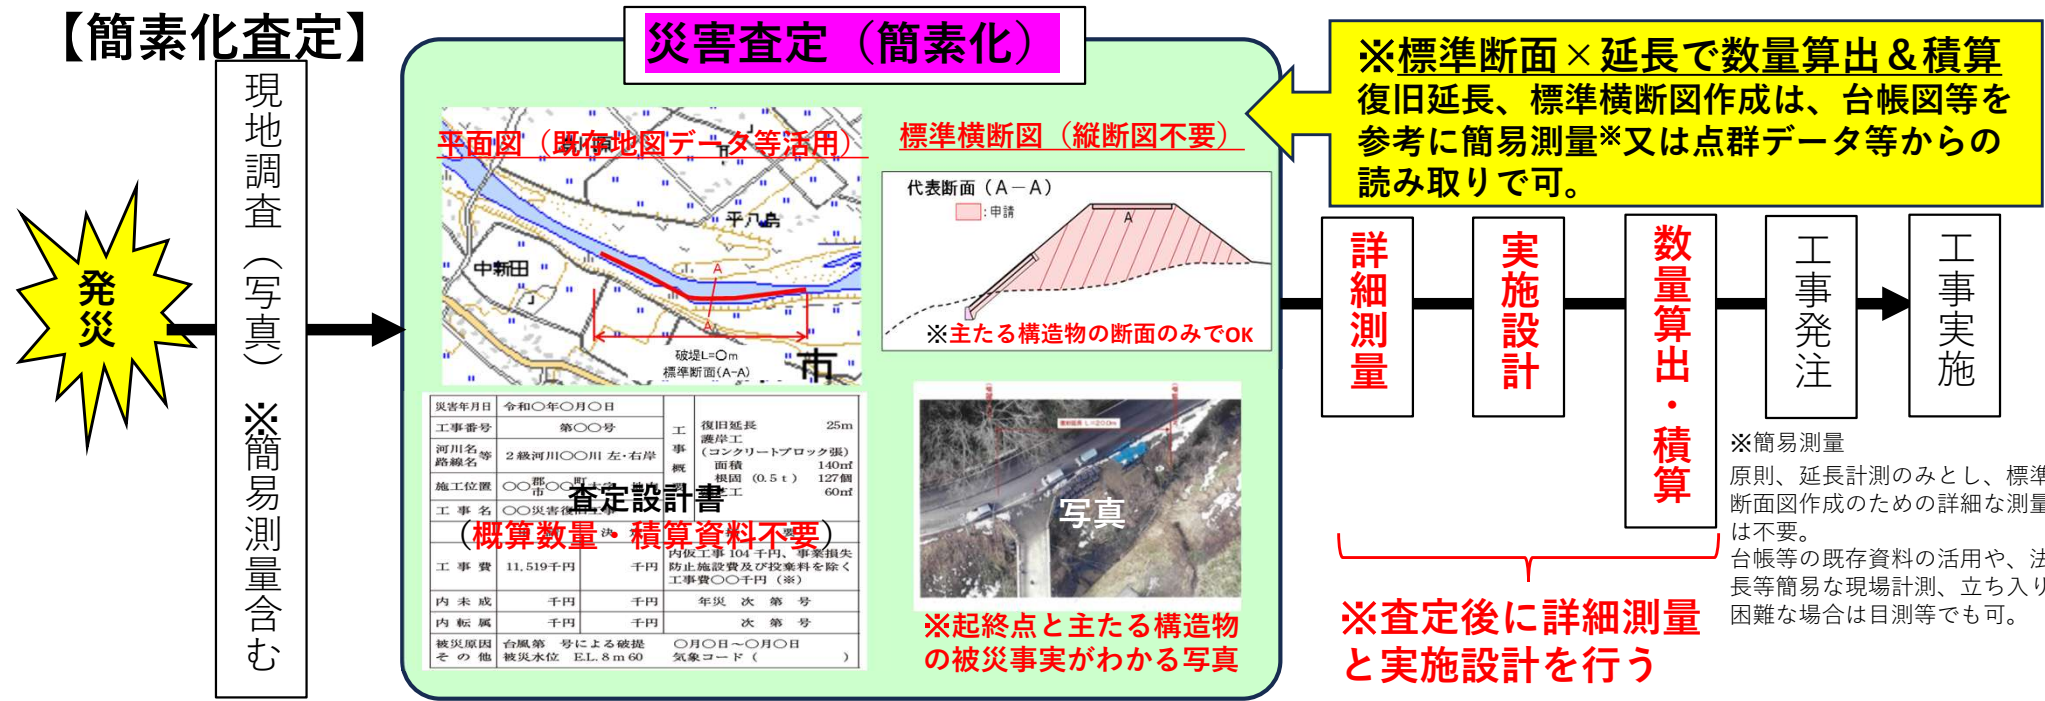 【簡素化査定】
発災
現地調査（写真）　※簡易測量含む
災害査定（簡素化）
平面図（既存地図データ等活用）
平八島
中新田
A
A
破堤L=〇m
標準断面(A-A)
市
標準横断図（縦断図不要）
代表断面（A－A）
：申請
A
※主たる構造物の断面のみでOK
災害年月日 令和〇年〇月〇日
工事番号 第〇〇号
河川名等
路線名
2級河川〇〇川 左・右岸
施工位置
工事名
工事概
復旧延長 25m
護岸工
(コンクリートブロック張)
面積 140㎡
根固 (0.5t) 127個
60㎡
査定設計書
（概算数量・積算資料不要）
工事費 11,519千円 千円
内仮工事104千円、事業損失
防止施設費及び投棄料を除く
工事費〇〇千円（※）
内未成 千円 千円 年災 次 第 号
内転属 千円 千円 次 第 号
被災原因 台風第 号による破堤 〇月〇日～〇月〇日
その他 被災水位 E.L.8m60 気象コード（ ）
L=20.0m
写真
※起終点と主たる構造物
の被災事実がわかる写真
※標準断面×延長で数量算出＆積算
復旧延長、標準横断図作成は、台帳図等を
参考に簡易測量※又は点群データ等からの
読み取りで可。
詳細測量
実施設計
数量算出・積算
工事発注
工事実施
※査定後に詳細測量
と実施設計を行う
※簡易測量
原則、延長計測のみとし、標準
断面図作成のための詳細な測量
は不要。
台帳等の既存資料の活用や、法
長等簡易な現場計測、立ち入り
困難な場合は目測等でも可。